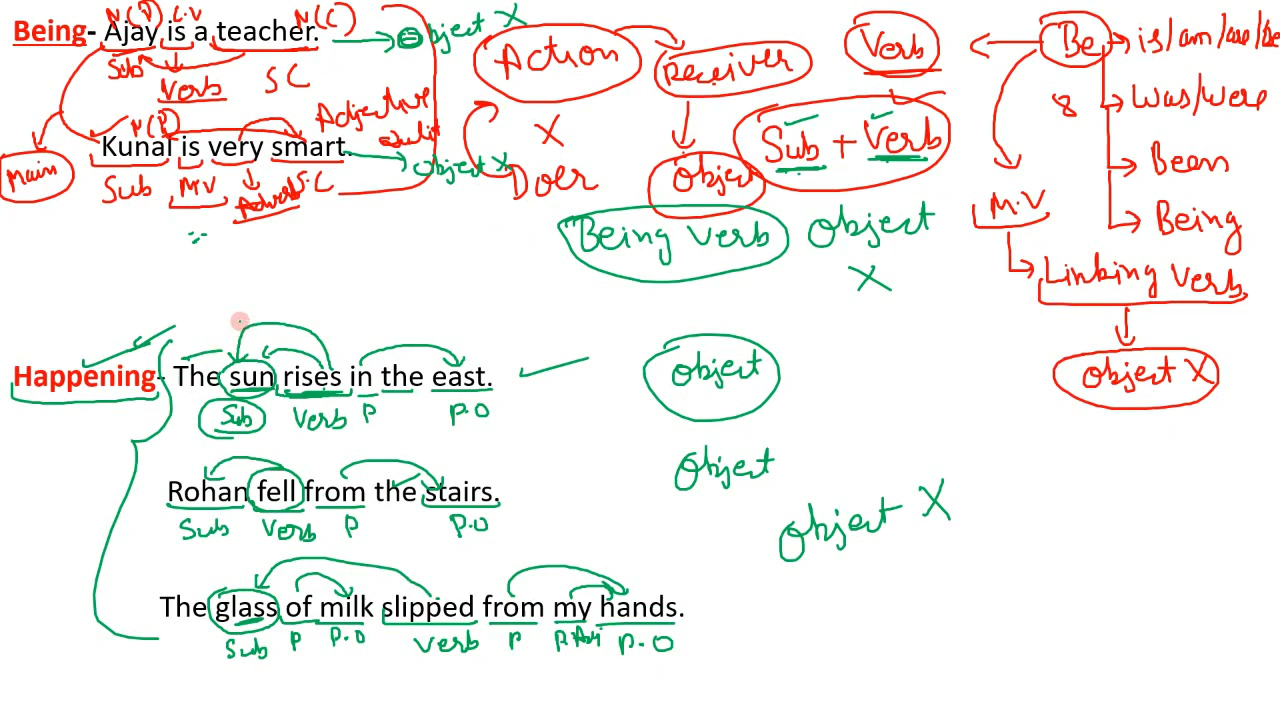 N(P) L.V N(C)
Being- Ajay is a teacher. Object X
Sub Verb SC
N(P) Adjective
Kunal is very smart. Object X
Main Sub M.V Adverb S.C
Action Receiver
X
Doer Object
Verb
Sub + Verb
Being Verb Object
X
Be is/am/are
8 was/were
Been
Being
M.V
Linking Verb
Object X
Happening- The sun rises in the east. Object
Sub Verb P P.O
Object
Rohan fell from the stairs.
Sub Verb P P.O
Object X
The glass of milk slipped from my hands.
Sub P P.O Verb P P.Adj P.O